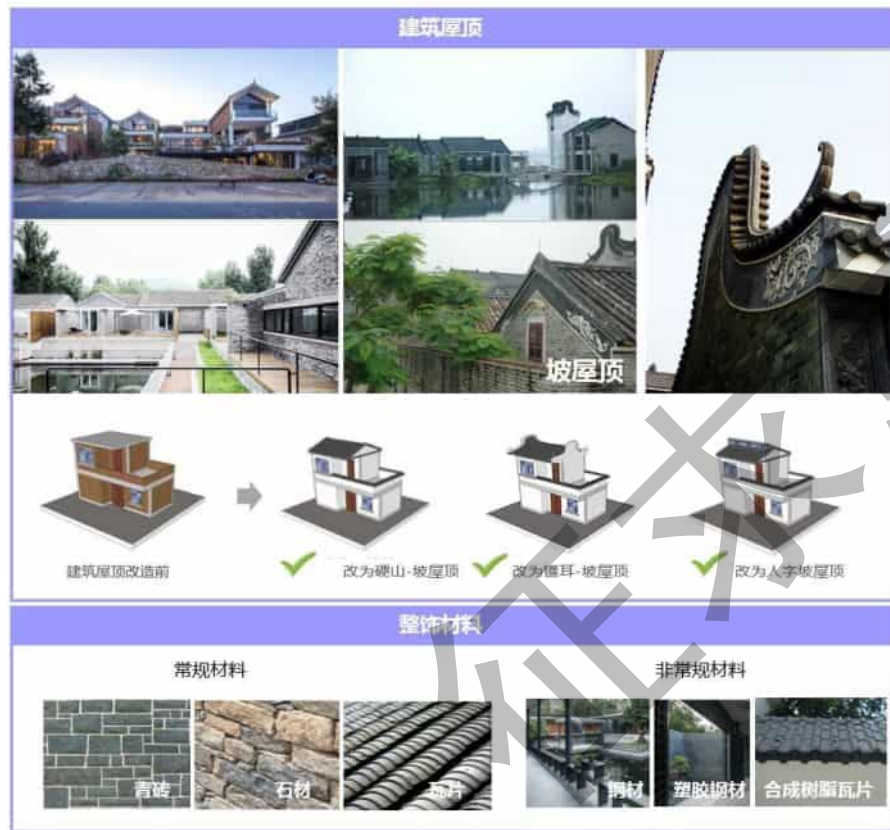 建筑屋顶
坡屋顶
建筑屋顶改造前
改为硬山-坡屋顶
改为镬耳-坡屋顶
改为人字坡屋顶
整饰材料
常规材料
非常规材料
青砖
石材
瓦片
钢材
塑胶钢材
合成树脂瓦片
征求